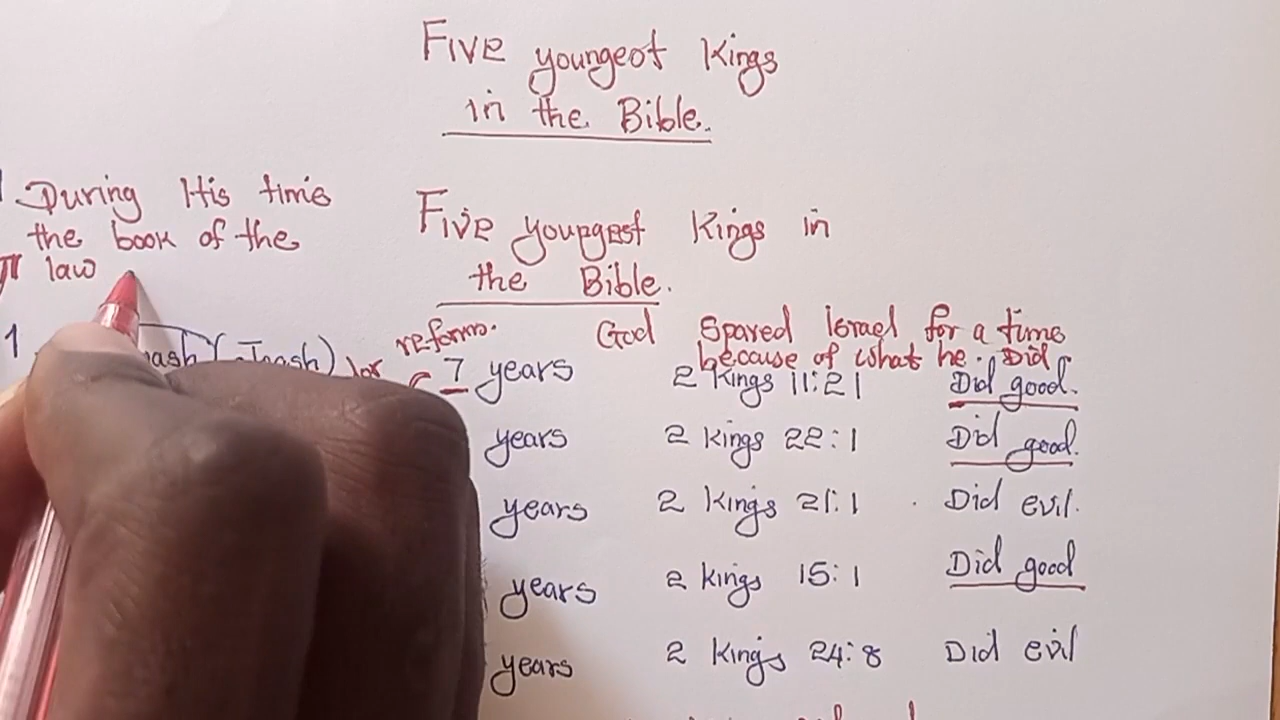 Five youngest Kings
in the Bible.
During His time
the book of the
law
Five youngest Kings in
the Bible.
reforms. God Spared Israel for a time
because of what he Did
1. ash (Joash) 7 years 2 Kings 11:21 Did good.
years 2 Kings 22:1 Did good.
years 2 Kings 21:1 Did evil.
years 2 Kings 15:1 Did good
years 2 Kings 24:8 Did evil